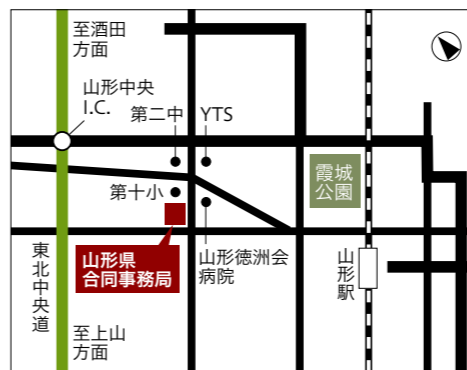 至酒田
方面
山形中央
I.C.
第二中
YTS
霞城
公園
第十小
山形県
合同事務局
山形徳洲会
病院
山形駅
東北中央道
至上山
方面